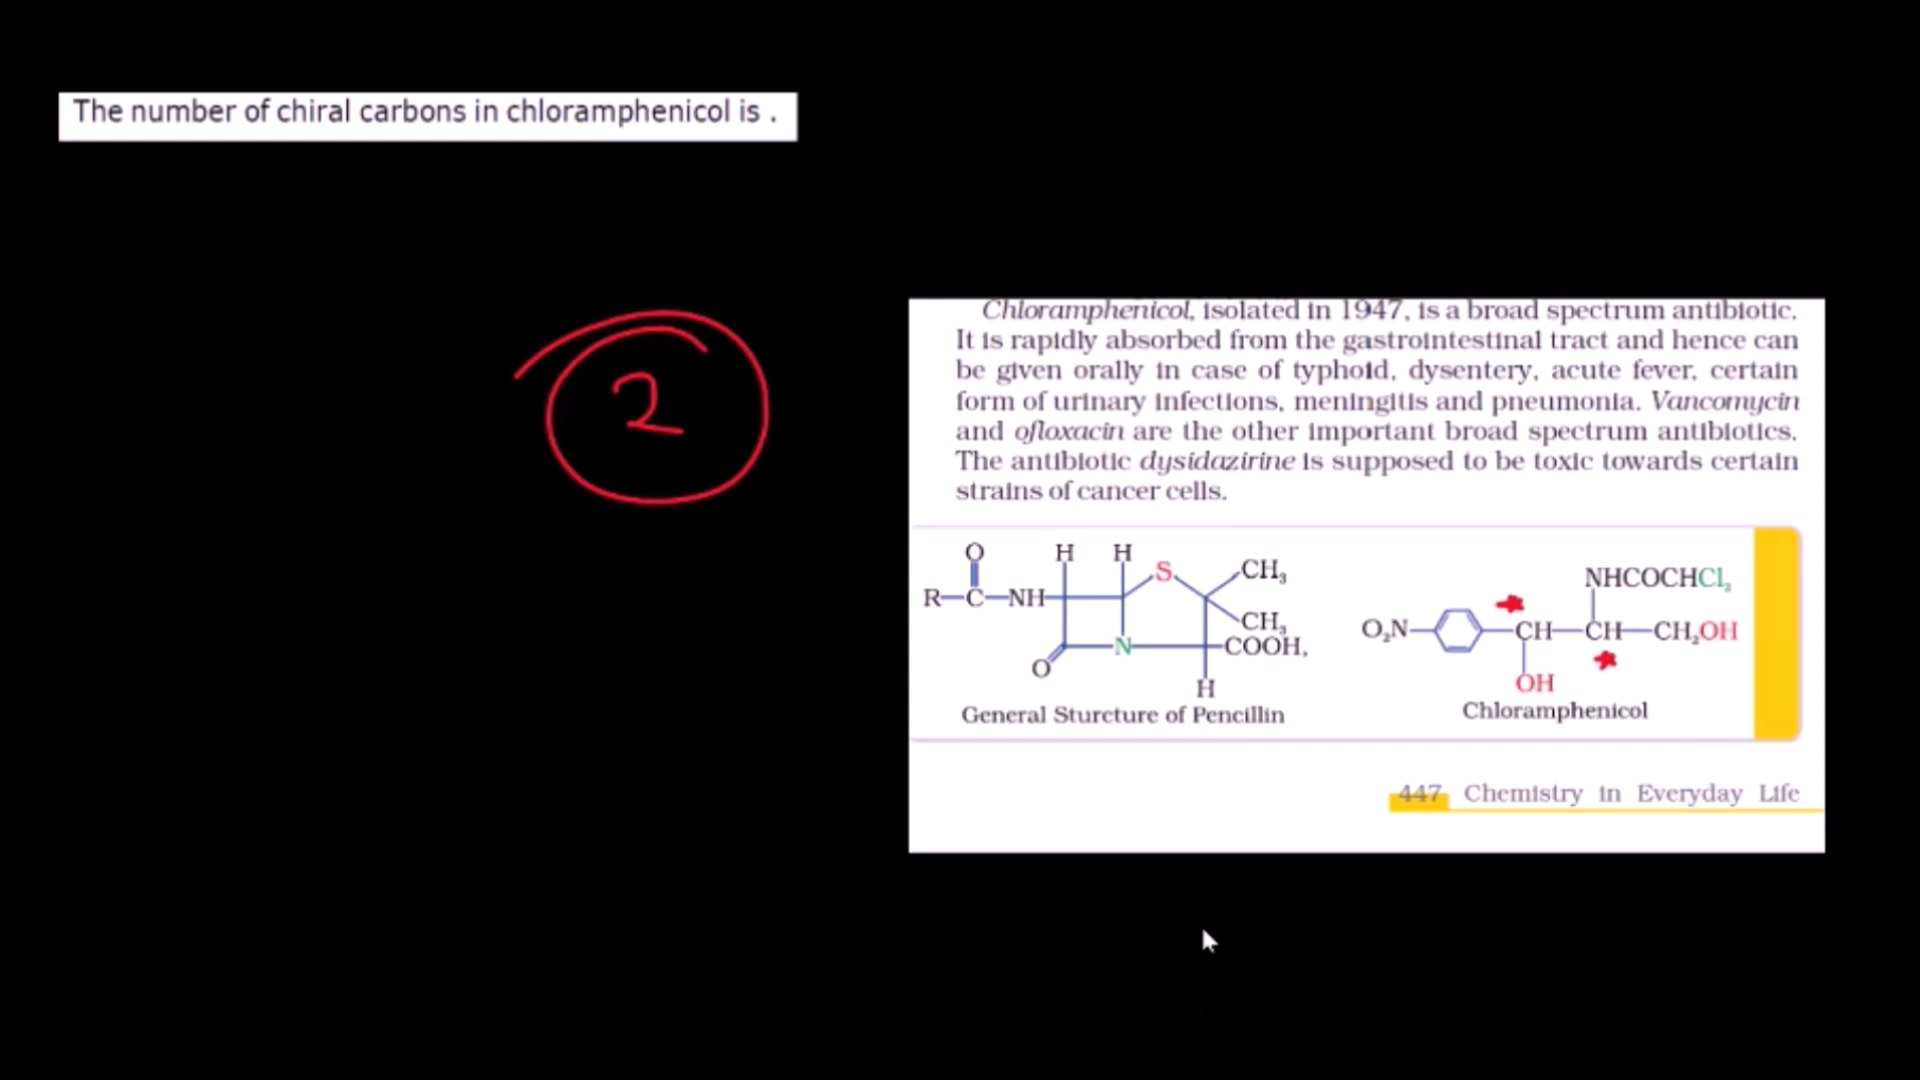 The number of chiral carbons in chloramphenicol is .
2
Chloramphenicol, isolated in 1947, is a broad spectrum antibiotic.
It is rapidly absorbed from the gastrointestinal tract and hence can
be given orally in case of typhoid, dysentery, acute fever, certain
form of urinary infections, meningitis and pneumonia. Vancomycin
and ofloxacin are the other important broad spectrum antibiotics.
The antibiotic dysidazirine is supposed to be toxic towards certain
strains of cancer cells.
O H H S CH₃
R—C—NH
CH₃
N COOH,
O
H
General Sturcture of Pencillin
NHCOCHCl₂
O₂N CH—CH—CH₂OH
OH
Chloramphenicol
447 Chemistry in Everyday Life